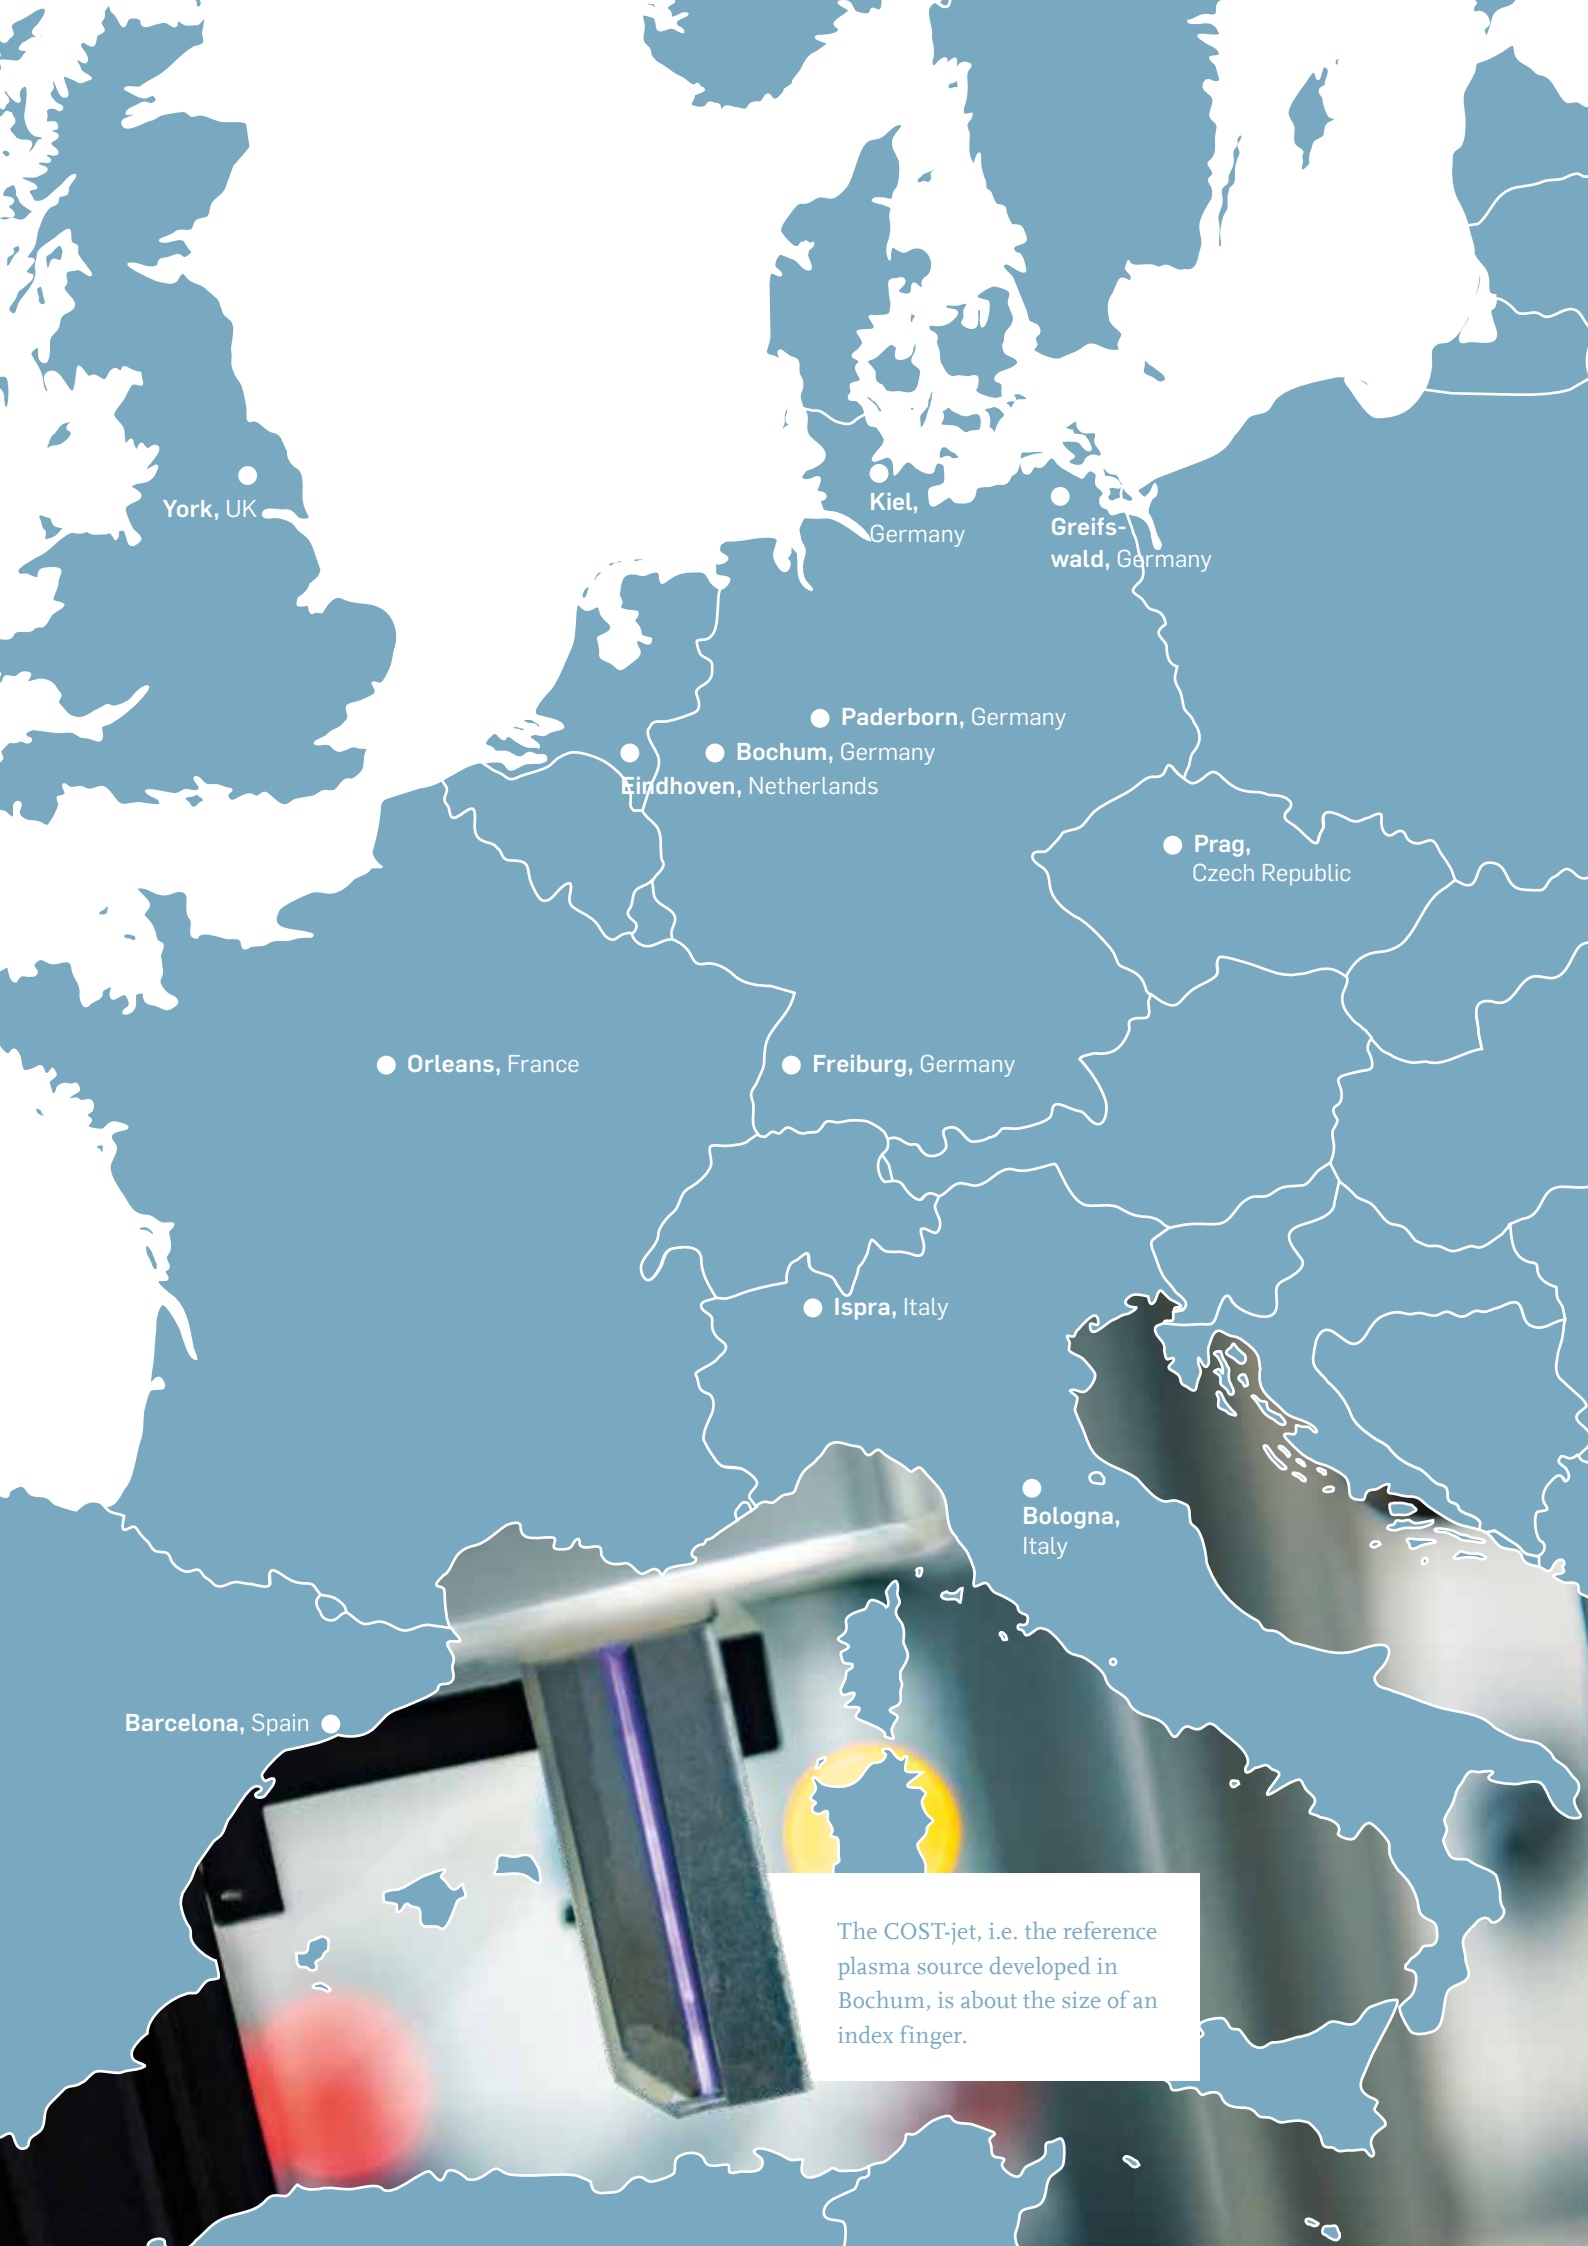 York, UK
Kiel,
Germany
Greifs-
wald, Germany
Paderborn, Germany
Bochum, Germany
Eindhoven, Netherlands
Prag,
Czech Republic
Orleans, France
Freiburg, Germany
Ispra, Italy
Bologna,
Italy
Barcelona, Spain
The COST-jet, i.e. the reference
plasma source developed in
Bochum, is about the size of an
index finger.